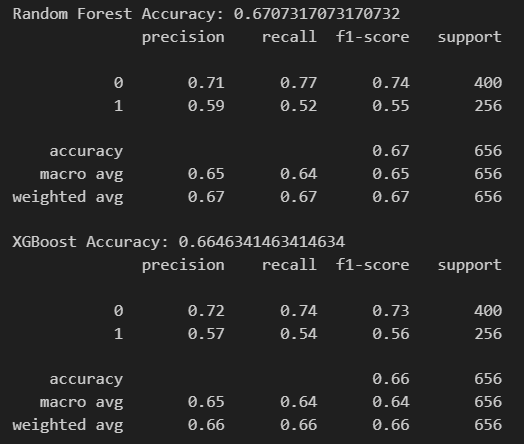 Random Forest Accuracy: 0.6707317073170732
precision recall f1-score support
0 0.71 0.77 0.74 400
1 0.59 0.52 0.55 256
accuracy 0.67 656
macro avg 0.65 0.64 0.65 656
weighted avg 0.67 0.67 0.67 656
XGBoost Accuracy: 0.6646341463414634
precision recall f1-score support
0 0.72 0.74 0.73 400
1 0.57 0.54 0.56 256
accuracy 0.66 656
macro avg 0.65 0.64 0.64 656
weighted avg 0.66 0.66 0.66 656